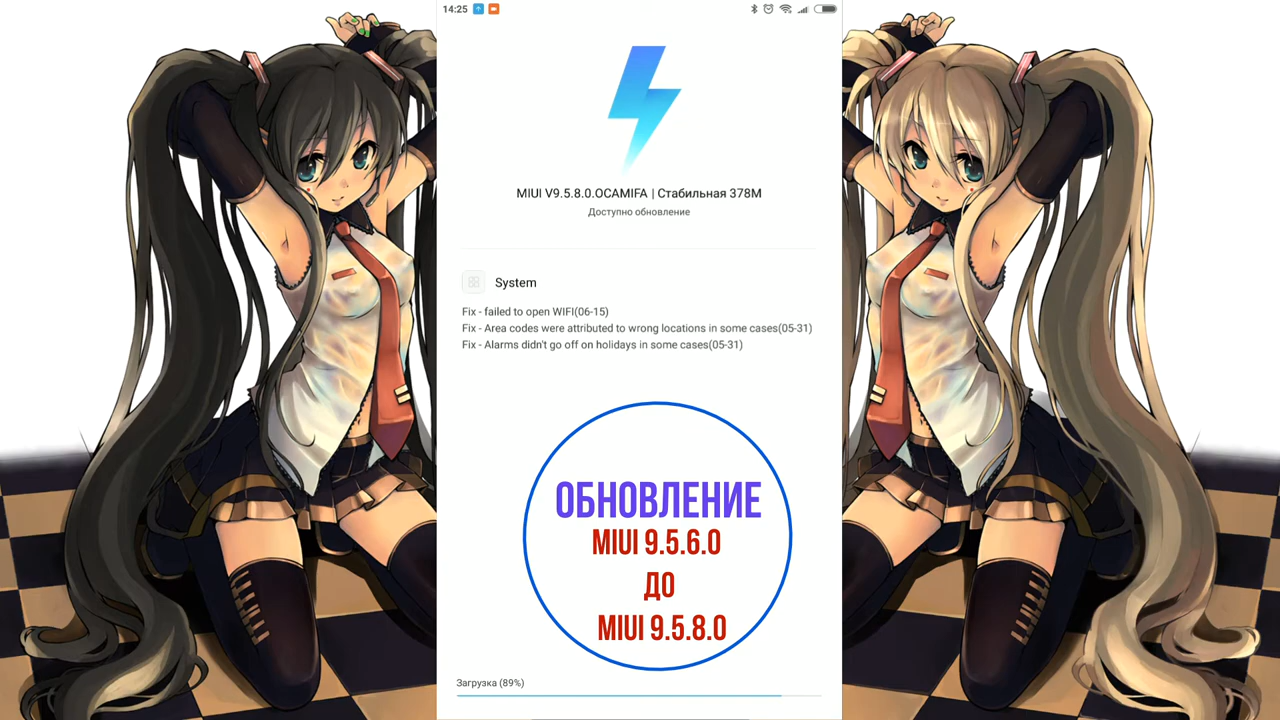 14:25
MIUI V9.5.8.0.OCAMIFA | Стабильная 378M
Доступно обновление
System
Fix - failed to open WIFI(06-15)
Fix - Area codes were attributed to wrong locations in some cases(05-31)
Fix - Alarms didn't go off on holidays in some cases(05-31)
ОБНОВЛЕНИЕ
MIUI 9.5.6.0
ДО
MIUI 9.5.8.0
Загрузка (89%)